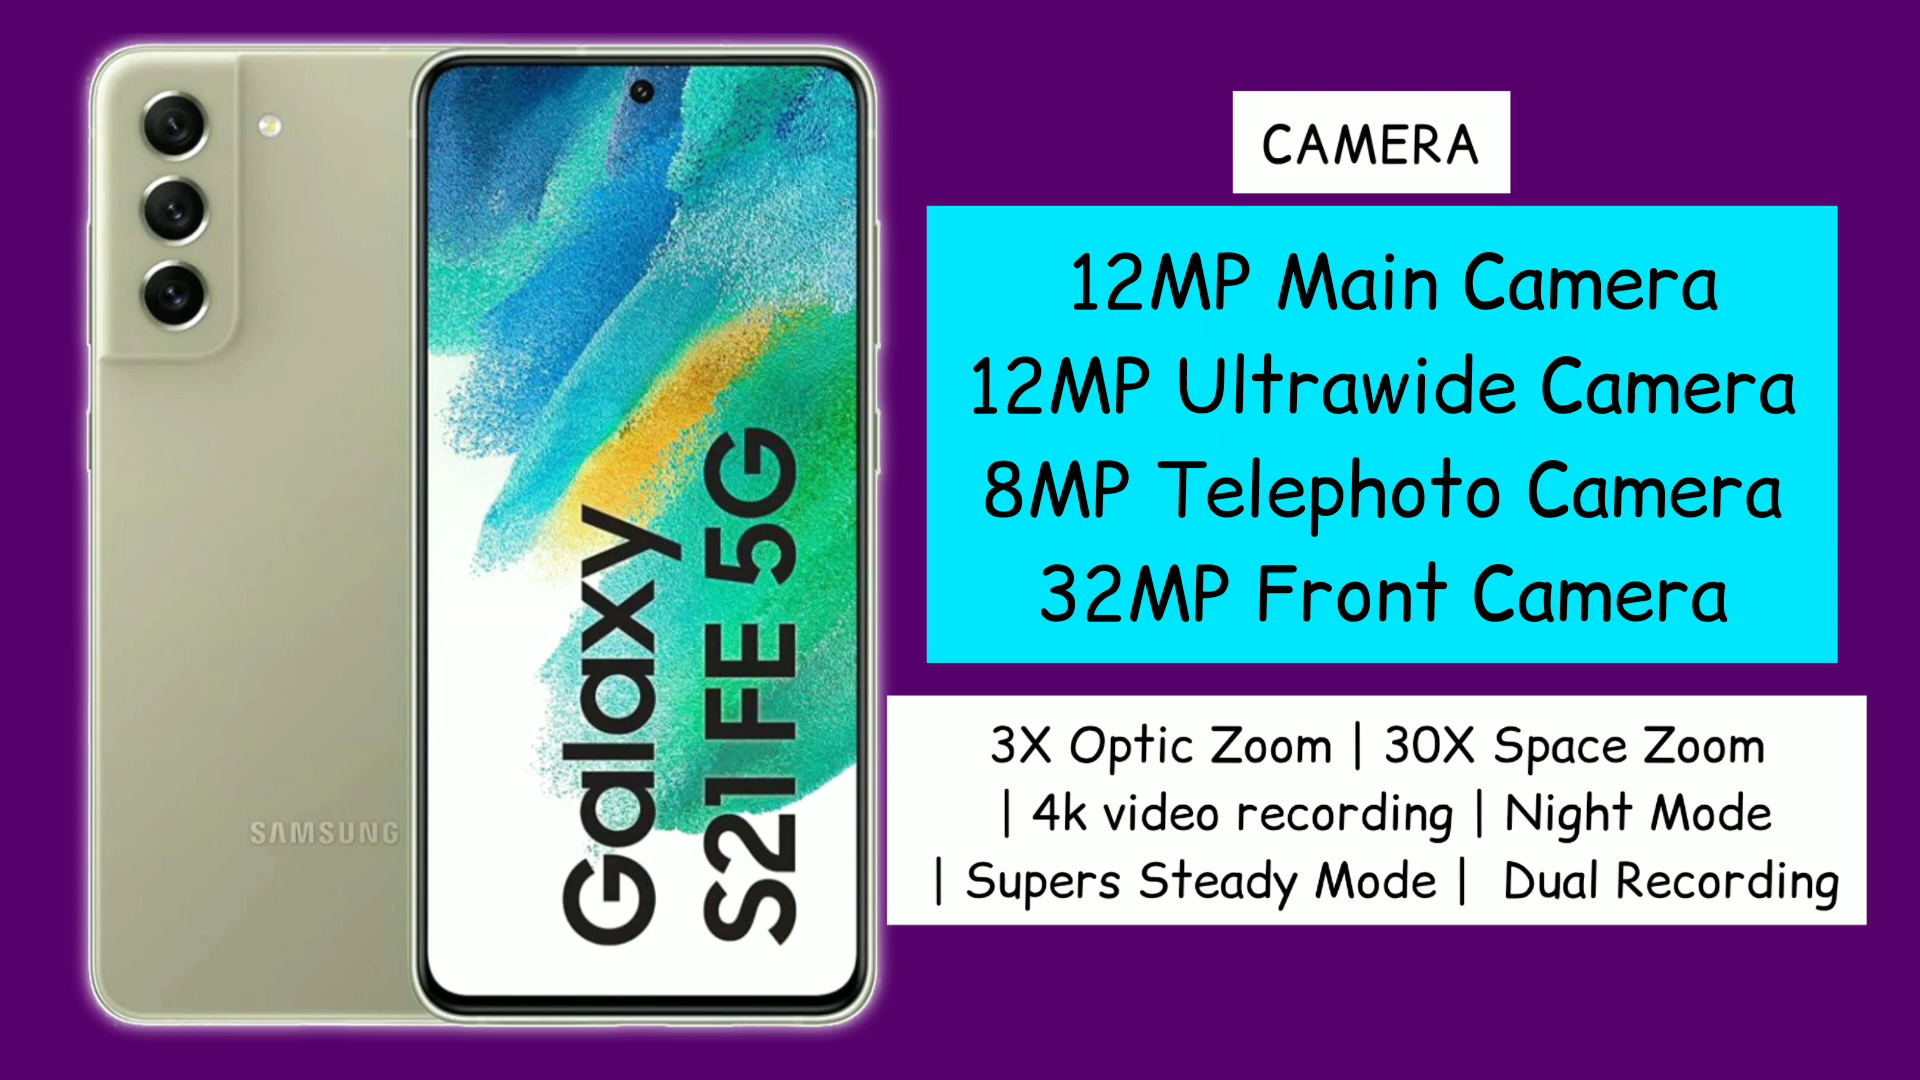 SAMSUNG
Galaxy
S21 FE 5G
CAMERA
12MP Main Camera
12MP Ultrawide Camera
8MP Telephoto Camera
32MP Front Camera
3X Optic Zoom | 30X Space Zoom
| 4k video recording | Night Mode
| Supers Steady Mode | Dual Recording